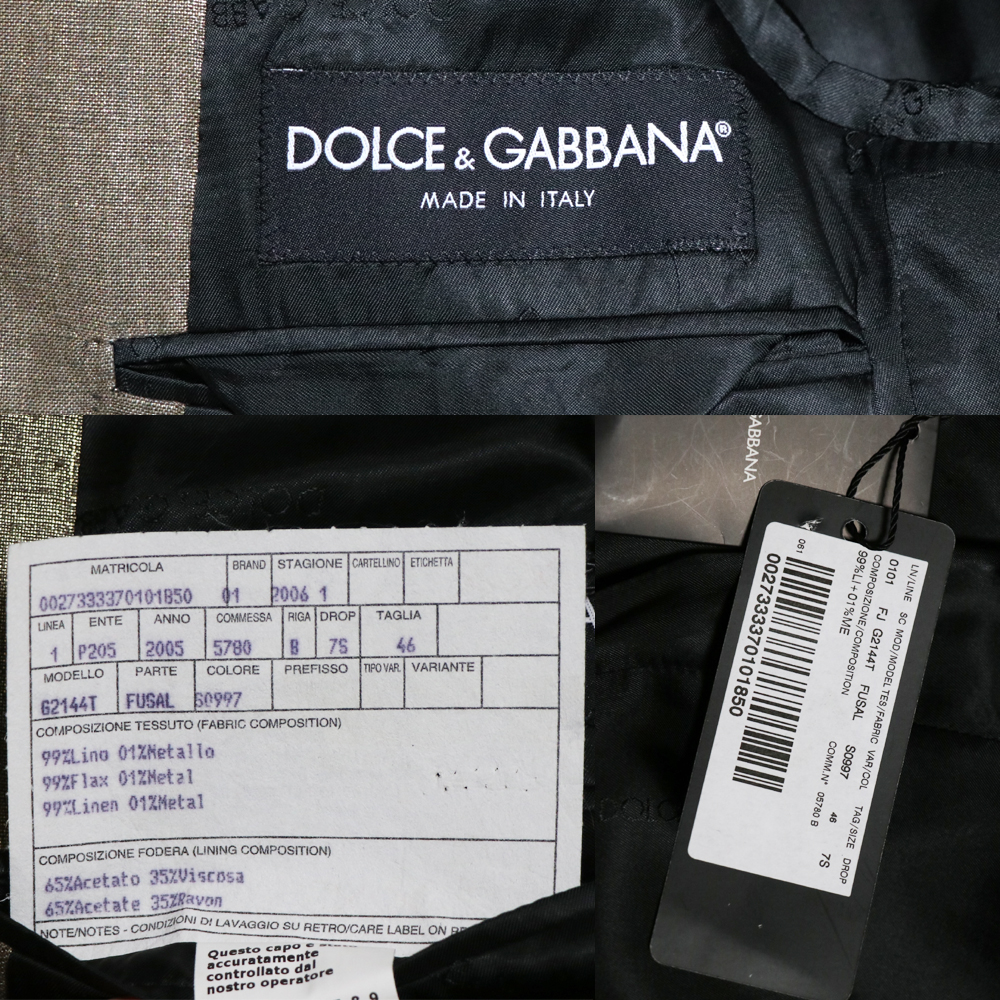 DOLCE & GABBANA®
MADE IN ITALY
MATRICOLA BRAND STAGIONE CARTELLINO ETICHETTA
0027333370101850 01 2006 1
LINEA ENTE ANNO COMMESSA RIGA DROP TAGLIA
1 P205 2005 5780 B 7S 46
MODELLO PARTE COLORE PREFISSO TIPO VAR. VARIANTE
G2144T FUSAL S0997
COMPOSIZIONE TESSUTO (FABRIC COMPOSITION)
99%Lino 01%Metallo
99%Flax 01%Metal
99%Linen 01%Metal
COMPOSIZIONE FODERA (LINING COMPOSITION)
65%Acetato 35%Viscosa
65%Acetate 35%Rayon
NOTE/NOTES - CONDIZIONI DI LAVAGGIO SU RETRO/CARE LABEL ON
Questo capo è
accuratamente
controllato dal
nostro operatore
GABBANA
LN/LINE SC MOD/MODEL TES/FABRIC VAR/COL TAG/SIZE DROP
0101 FJ G2144T FUSAL S0997 46 7S
COMPOSIZIONE/COMPOSITION COMM.N° 05780 B
99%LI+01%ME
061
0027333370101850